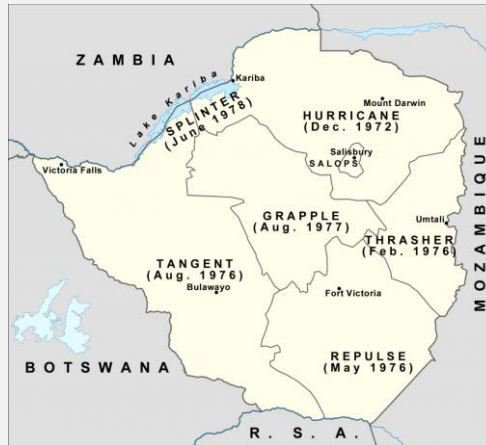 ZAMBIA
Lake Kariba
Kariba
SPLINTER
(June 1978)
Mount Darwin
HURRICANE
(Dec. 1972)
Salisbury
SALOPS
Victoria Falls
MOZAMBIQUE
GRAPPLE
(Aug. 1977)
Umtali
THRASHER
(Feb. 1976)
TANGENT
(Aug. 1976)
Bulawayo
Fort Victoria
REPULSE
(May 1976)
BOTSWANA
R. S. A.